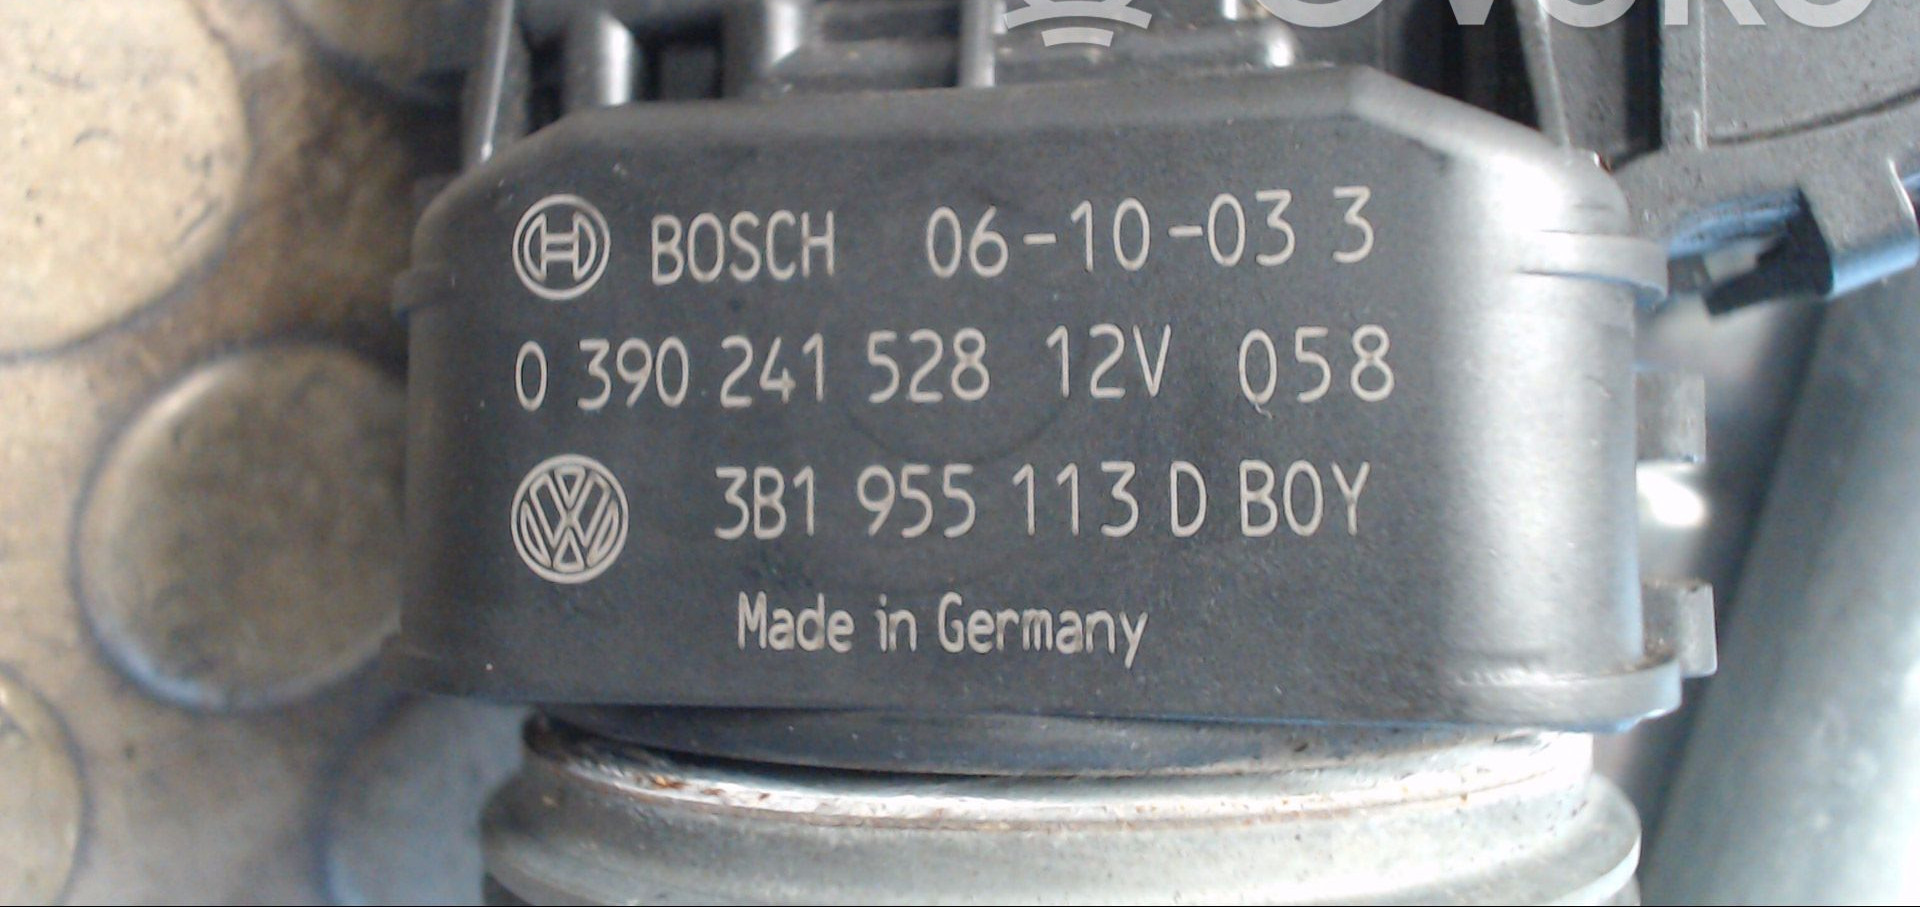 BOSCH 06-10-03 3
0 390 241 528 12V 058
3B1 955 113 D BOY
Made in Germany